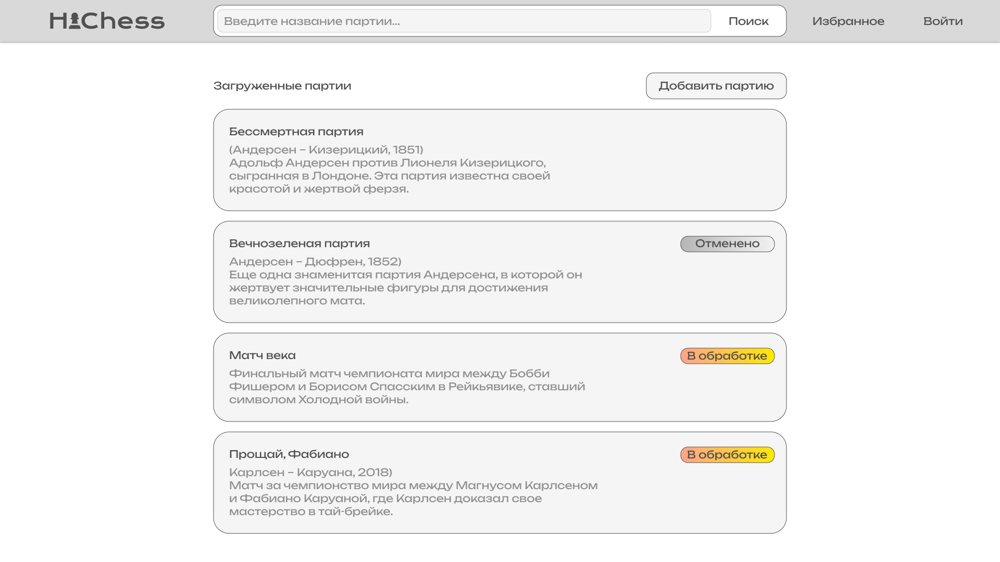 HiChess
Введите название партии...
Поиск
Избранное
Войти
Загруженные партии
Добавить партию
Бессмертная партия
(Андерсен – Кизерицкий, 1851)
Адольф Андерсен против Лионеля Кизерицкого,
сыгранная в Лондоне. Эта партия известна своей
красотой и жертвой ферзя.
Вечнозеленая партия
Отменено
Андерсен – Дюфрен, 1852)
Еще одна знаменитая партия Андерсена, в которой он
жертвует значительные фигуры для достижения
великолепного мата.
Матч века
В обработке
Финальный матч чемпионата мира между Бобби
Фишером и Борисом Спасским в Рейкьявике, ставший
символом Холодной войны.
Прощай, Фабиано
В обработке
Карлсен – Каруана, 2018)
Матч за чемпионство мира между Магнусом Карлсеном
и Фабиано Каруаной, где Карлсен доказал свое
мастерство в тай-брейке.